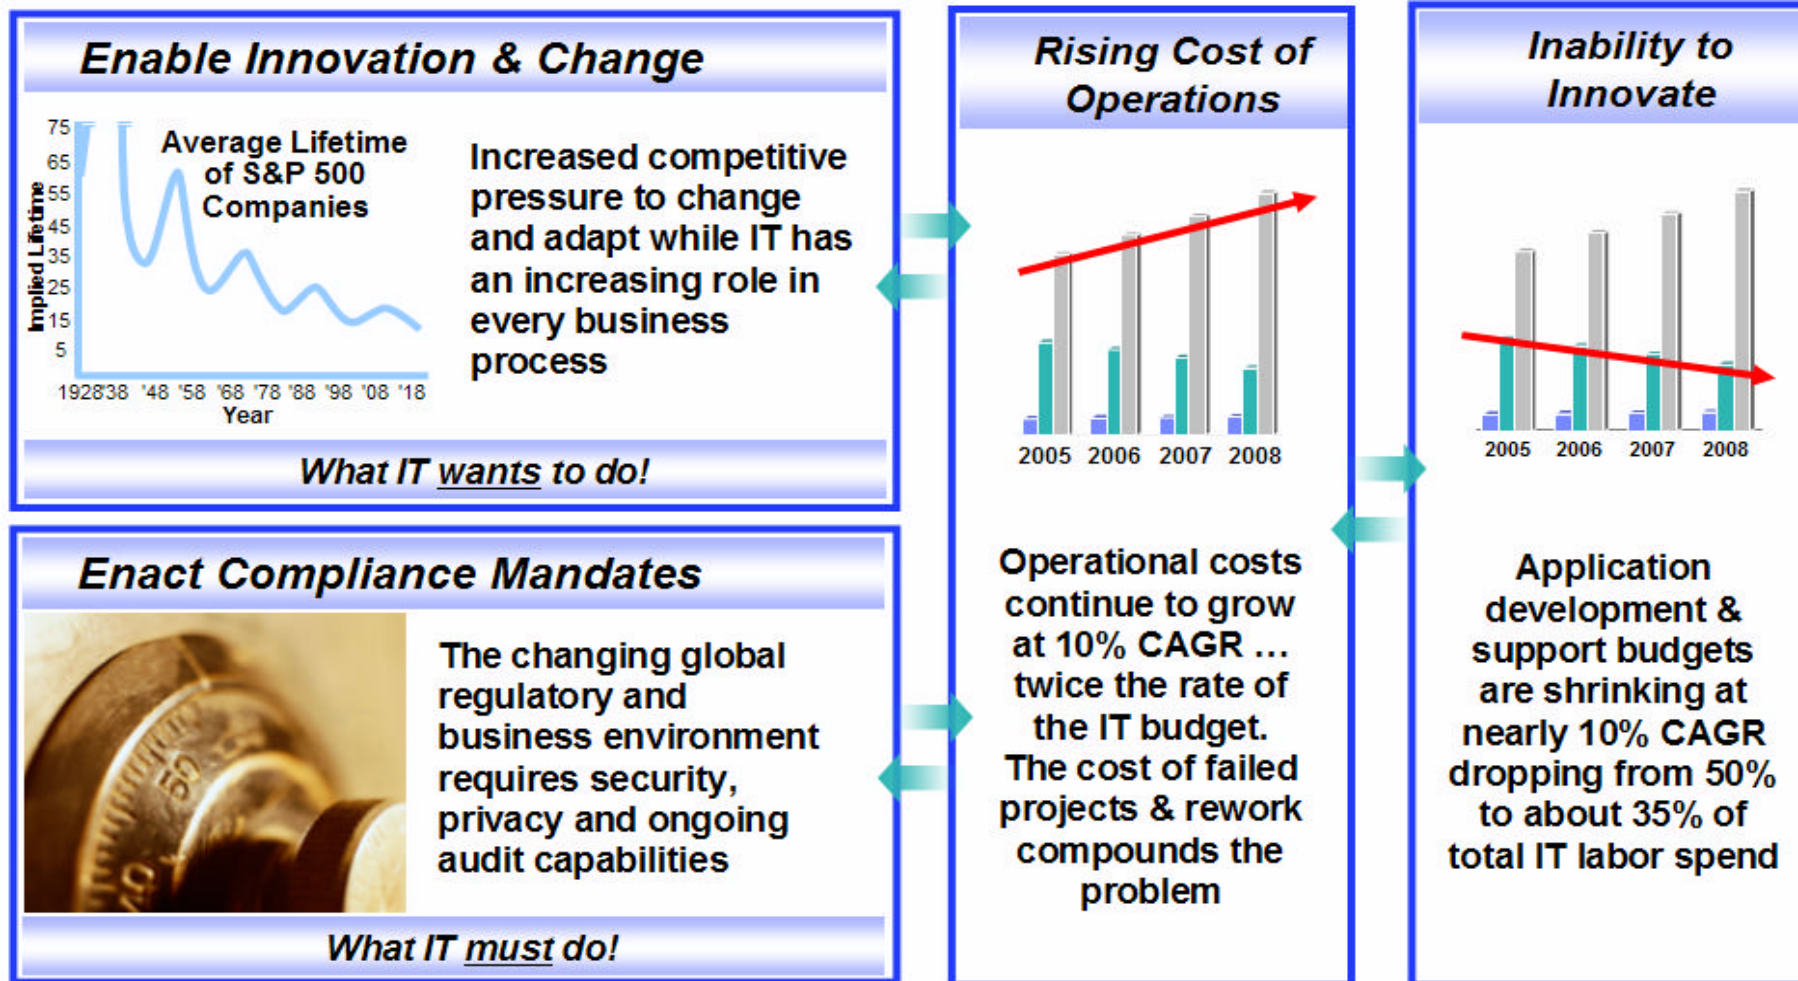 Enable Innovation & Change
Average Lifetime
of S&P 500
Companies
75
65
55
45
35
25
15
5
Implied Lifetime
1928 '38 '48 '58 '68 '78 '88 '98 '08 '18
Year
Increased competitive
pressure to change
and adapt while IT has
an increasing role in
every business
process
What IT wants to do!
Enact Compliance Mandates
50
The changing global
regulatory and
business environment
requires security,
privacy and ongoing
audit capabilities
What IT must do!
Rising Cost of
Operations
2005 2006 2007 2008
Operational costs
continue to grow
at 10% CAGR ...
twice the rate of
the IT budget.
The cost of failed
projects & rework
compounds the
problem
Inability to
Innovate
2005 2006 2007 2008
Application
development &
support budgets
are shrinking at
nearly 10% CAGR
dropping from 50%
to about 35% of
total IT labor spend